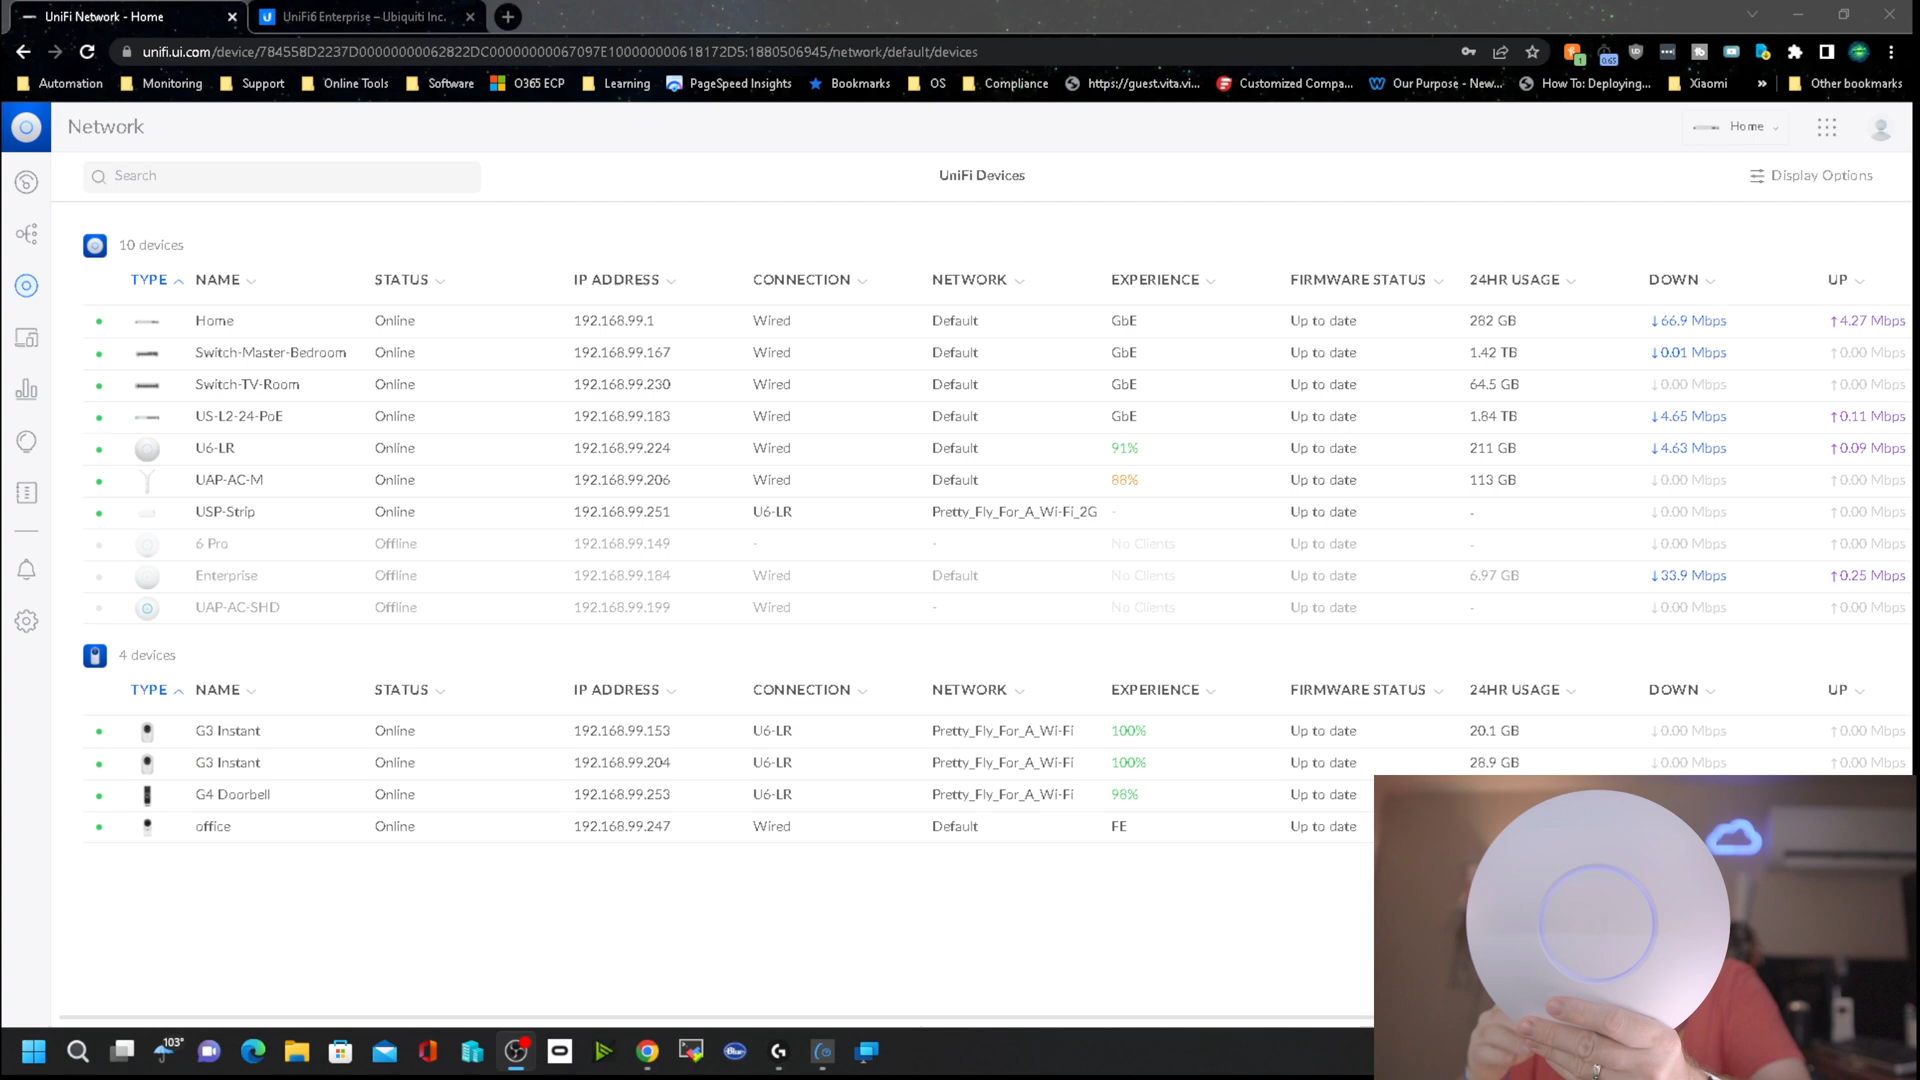 UniFi Network - Home
UniFi6 Enterprise – Ubiquiti Inc.
unifi.ui.com/device/784558D2237D00000000062822DC00000000067097E100000000618172D5:1880506945/network/default/devices
1 0.65
Automation Monitoring Support Online Tools Software O365 ECP Learning PageSpeed Insights Bookmarks OS Compliance https://guest.vita.vi... Customized Compa... Our Purpose - New... How To: Deploying... Xiaomi » Other bookmarks
Network Home
Search UniFi Devices Display Options
10 devices
TYPE NAME STATUS IP ADDRESS CONNECTION NETWORK EXPERIENCE FIRMWARE STATUS 24HR USAGE DOWN UP
Home Online 192.168.99.1 Wired Default GbE Up to date 282 GB ↓66.9 Mbps ↑4.27 Mbps
Switch-Master-Bedroom Online 192.168.99.167 Wired Default GbE Up to date 1.42 TB ↓0.01 Mbps ↑0.00 Mbps
Switch-TV-Room Online 192.168.99.230 Wired Default GbE Up to date 64.5 GB ↓0.00 Mbps ↑0.00 Mbps
US-L2-24-PoE Online 192.168.99.183 Wired Default GbE Up to date 1.84 TB ↓4.65 Mbps ↑0.11 Mbps
U6-LR Online 192.168.99.224 Wired Default 91% Up to date 211 GB ↓4.63 Mbps ↑0.09 Mbps
UAP-AC-M Online 192.168.99.206 Wired Default 88% Up to date 113 GB ↓0.00 Mbps ↑0.00 Mbps
USP-Strip Online 192.168.99.251 U6-LR Pretty_Fly_For_A_Wi-Fi_2G - Up to date - ↓0.00 Mbps ↑0.00 Mbps
6 Pro Offline 192.168.99.149 - - No Clients Up to date - ↓0.00 Mbps ↑0.00 Mbps
Enterprise Offline 192.168.99.184 Wired Default No Clients Up to date 6.97 GB ↓33.9 Mbps ↑0.25 Mbps
UAP-AC-SHD Offline 192.168.99.199 Wired - No Clients Up to date - ↓0.00 Mbps ↑0.00 Mbps
4 devices
TYPE NAME STATUS IP ADDRESS CONNECTION NETWORK EXPERIENCE FIRMWARE STATUS 24HR USAGE DOWN UP
G3 Instant Online 192.168.99.153 U6-LR Pretty_Fly_For_A_Wi-Fi 100% Up to date 20.1 GB ↓0.00 Mbps ↑0.00 Mbps
G3 Instant Online 192.168.99.204 U6-LR Pretty_Fly_For_A_Wi-Fi 100% Up to date 28.9 GB ↓0.00 Mbps ↑0.00 Mbps
G4 Doorbell Online 192.168.99.253 U6-LR Pretty_Fly_For_A_Wi-Fi 98% Up to date
office Online 192.168.99.247 Wired Default FE Up to date
103° Blue